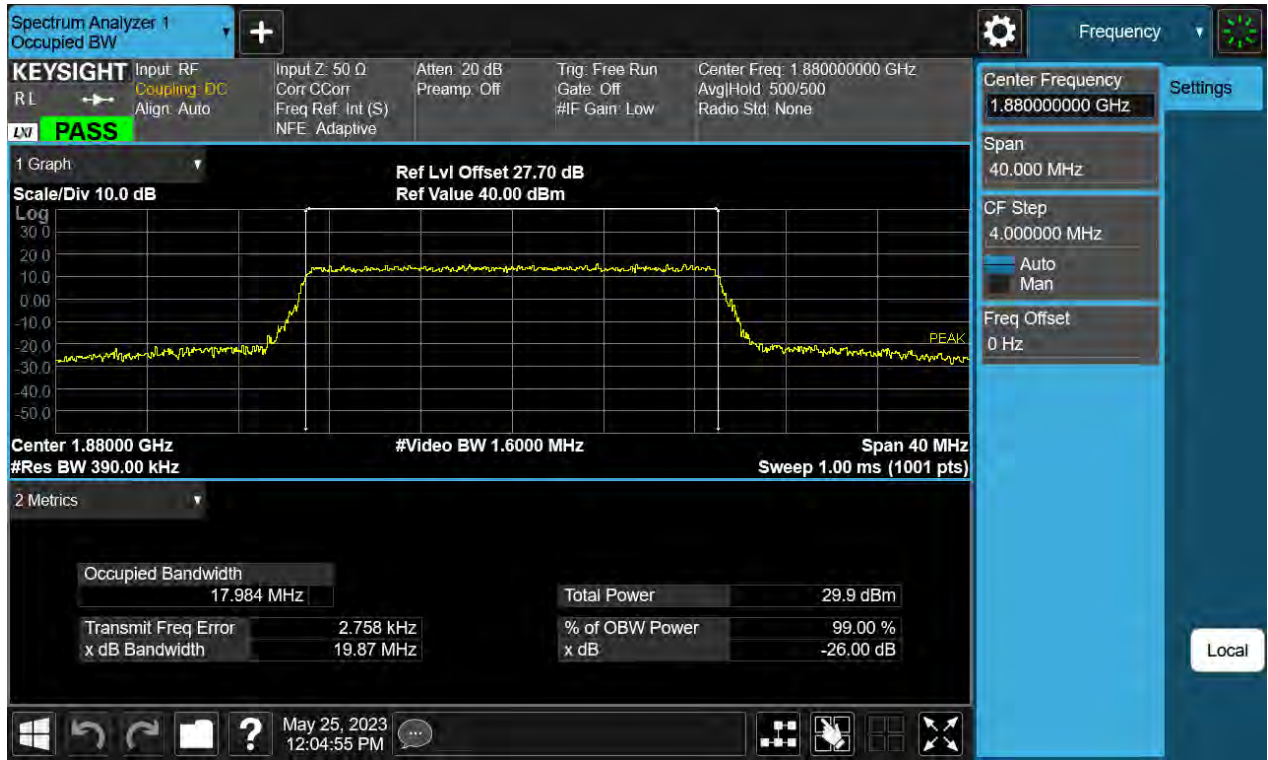 Spectrum Analyzer 1
Occupied BW
Frequency
KEYSIGHT
RL
LXI
PASS
Input: RF
Coupling: DC
Align: Auto
Input Z: 50 Ω
Corr CCorr
Freq Ref: Int (S)
NFE: Adaptive
Atten: 20 dB
Preamp: Off
Trig: Free Run
Gate: Off
#IF Gain: Low
Center Freq: 1.880000000 GHz
Avg|Hold: 500/500
Radio Std: None
Center Frequency
1.880000000 GHz
Settings
Span
40.000 MHz
CF Step
4.000000 MHz
Auto
Man
Freq Offset
0 Hz
1 Graph
Scale/Div 10.0 dB
Ref Lvl Offset 27.70 dB
Ref Value 40.00 dBm
Log
30.0
20.0
10.0
0.00
-10.0
-20.0
-30.0
-40.0
-50.0
PEAK
Center 1.88000 GHz
#Video BW 1.6000 MHz
Span 40 MHz
#Res BW 390.00 kHz
Sweep 1.00 ms (1001 pts)
2 Metrics
Occupied Bandwidth
17.984 MHz
Total Power 29.9 dBm
Transmit Freq Error 2.758 kHz
% of OBW Power 99.00 %
x dB Bandwidth 19.87 MHz
x dB -26.00 dB
Local
?
May 25, 2023
12:04:55 PM